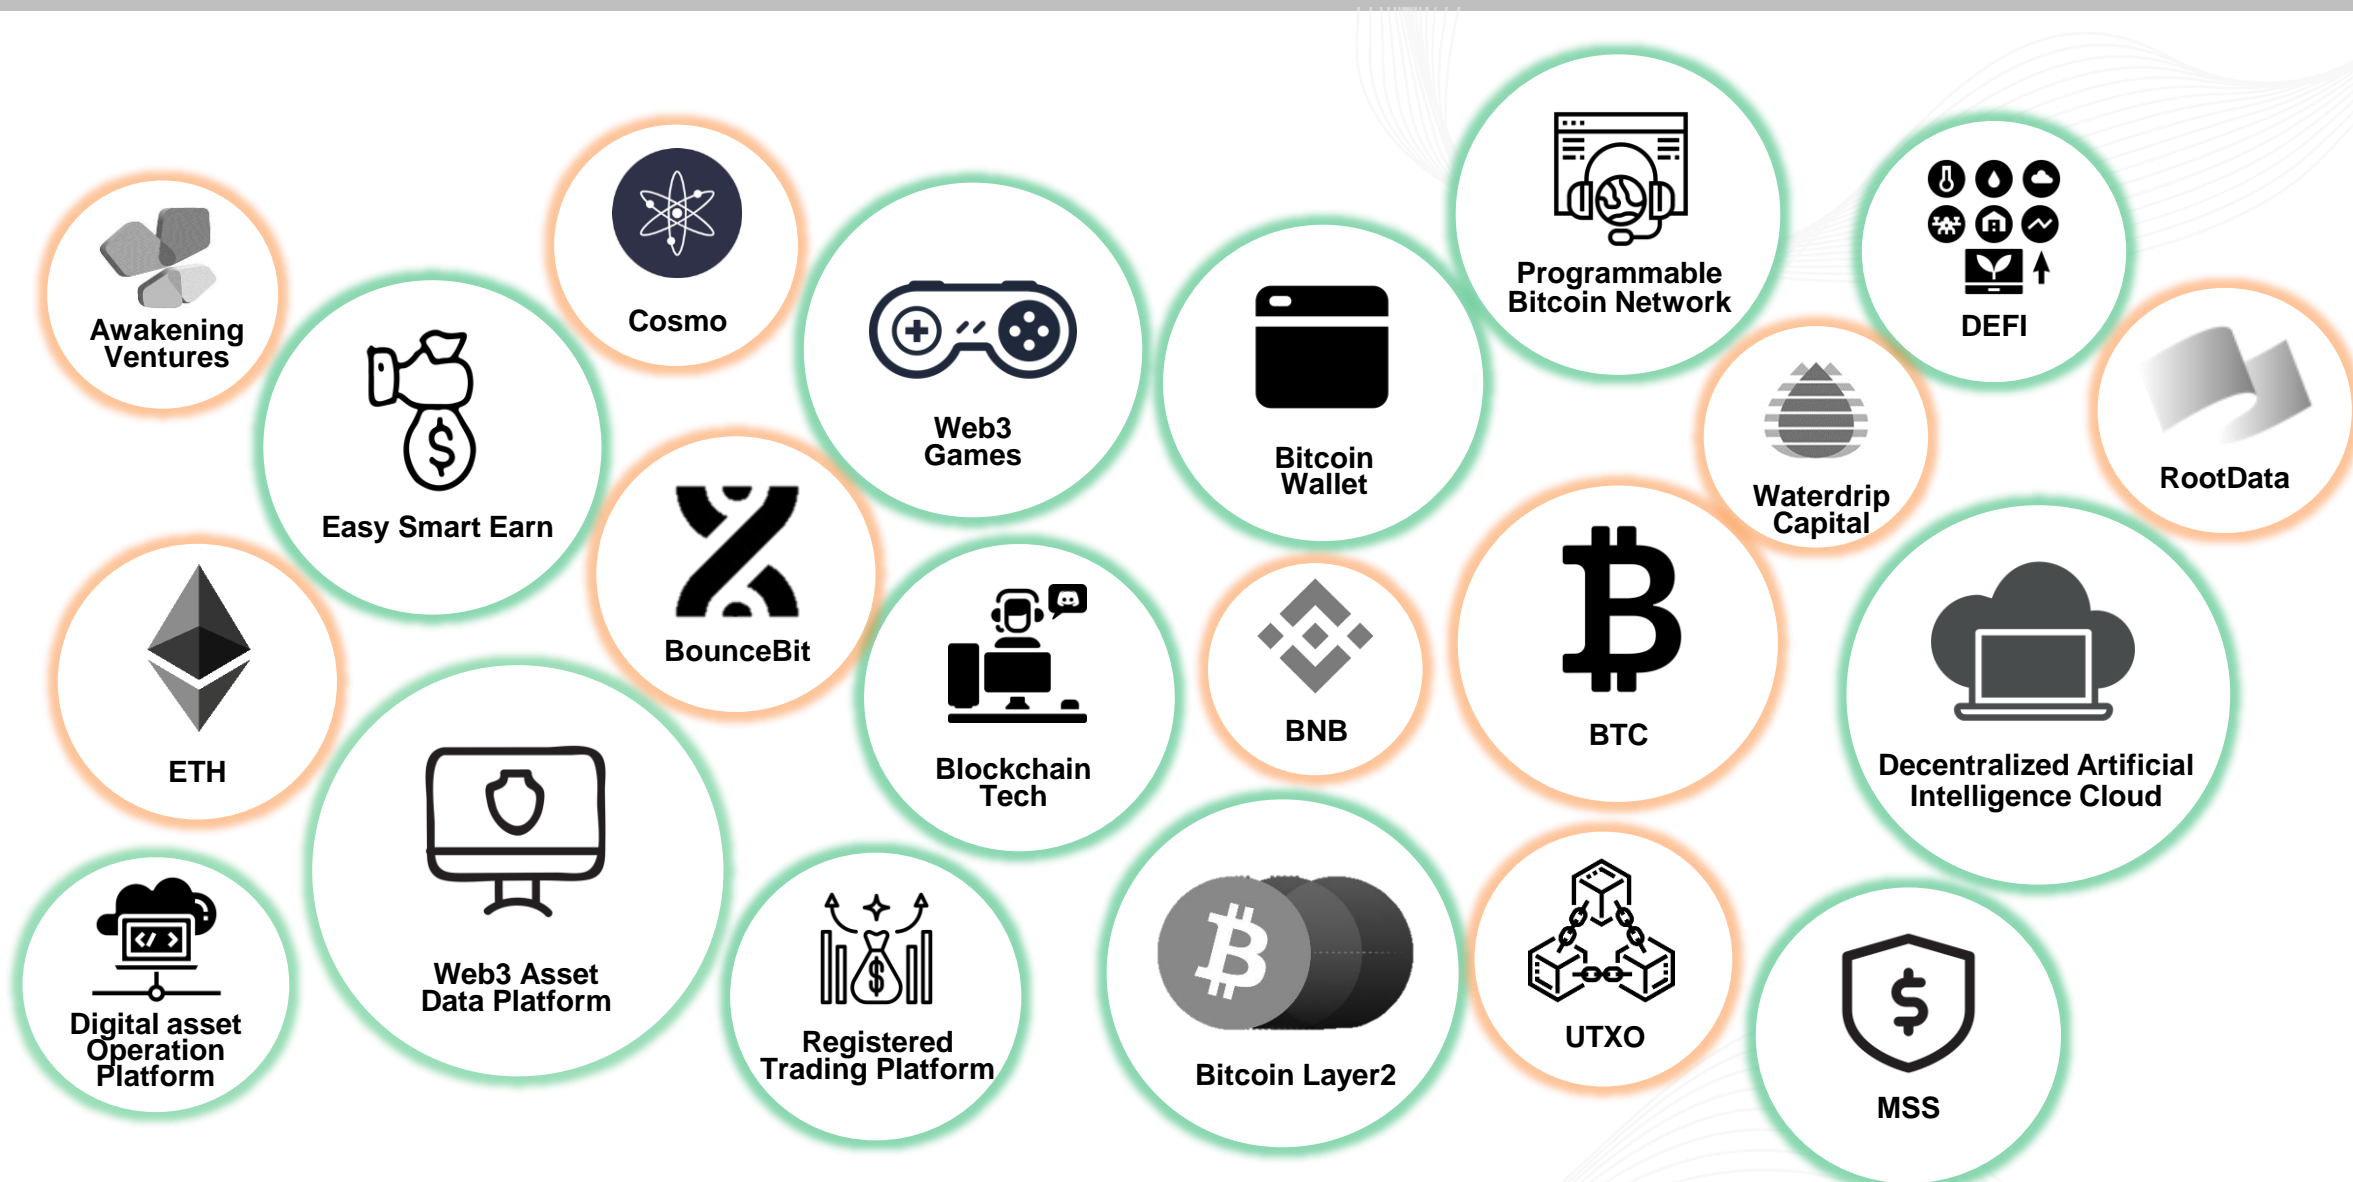 Awakening
Ventures
Easy Smart Earn
Cosmo
Web3
Games
Bitcoin
Wallet
Programmable
Bitcoin Network
DEFI
RootData
Waterdrip
Capital
ETH
BounceBit
Blockchain
Tech
BNB
BTC
Decentralized Artificial
Intelligence Cloud
Digital asset
Operation
Platform
Web3 Asset
Data Platform
Registered
Trading Platform
Bitcoin Layer2
UTXO
MSS